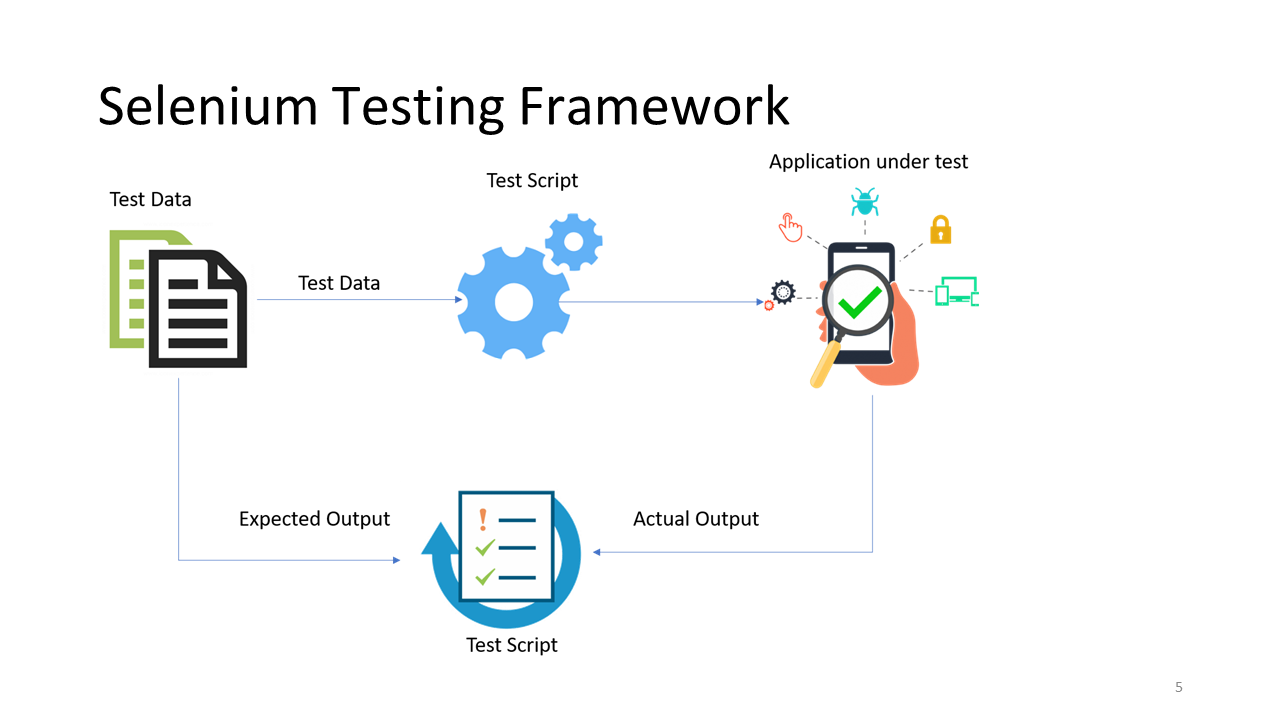 Selenium Testing Framework
Application under test
Test Script
Test Data
Test Data
Expected Output
Actual Output
Test Script
5